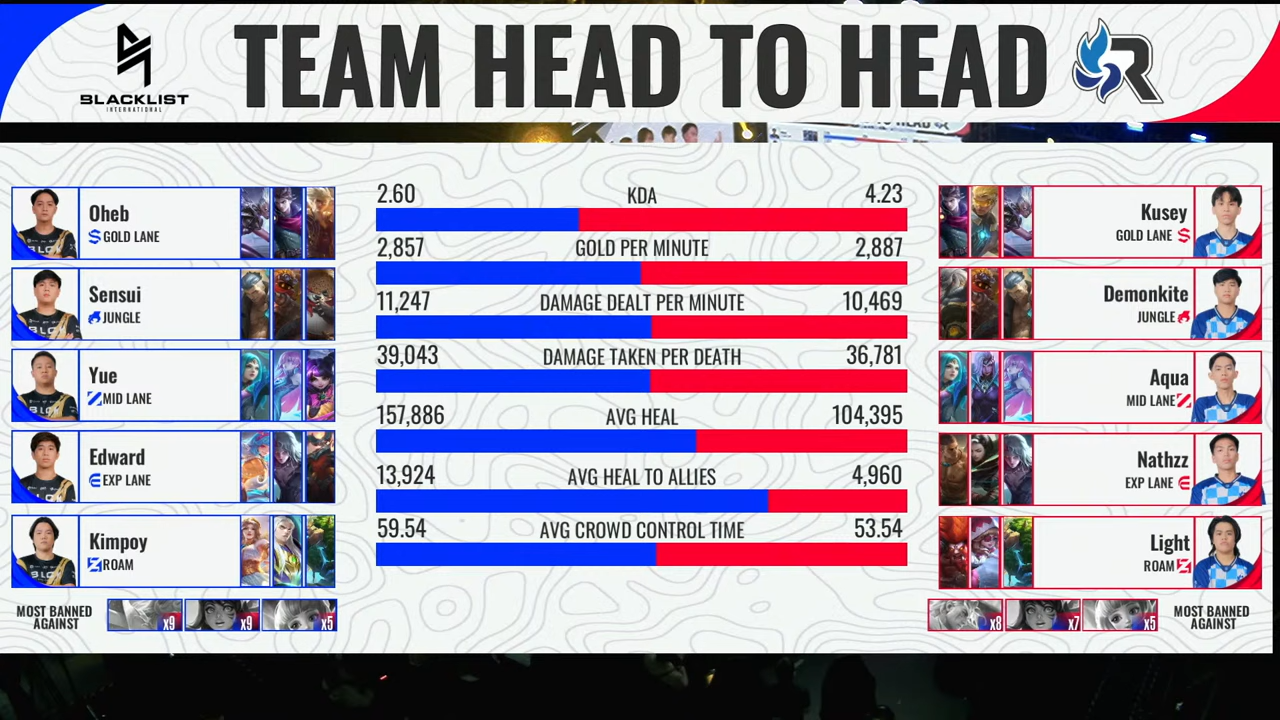 BLACKLIST
INTERNATIONAL
TEAM HEAD TO HEAD
R
Oheb
GOLD LANE
Sensui
JUNGLE
Yue
MID LANE
Edward
EXP LANE
Kimpoy
ROAM
MOST BANNED
AGAINST
x9
x9
x5
2.60 KDA 4.23
2,857 GOLD PER MINUTE 2,887
11,247 DAMAGE DEALT PER MINUTE 10,469
39,043 DAMAGE TAKEN PER DEATH 36,781
157,886 AVG HEAL 104,395
13,924 AVG HEAL TO ALLIES 4,960
59.54 AVG CROWD CONTROL TIME 53.54
Kusey
GOLD LANE
Demonkite
JUNGLE
Aqua
MID LANE
Nathzz
EXP LANE
Light
ROAM
x8
x7
x5
MOST BANNED
AGAINST